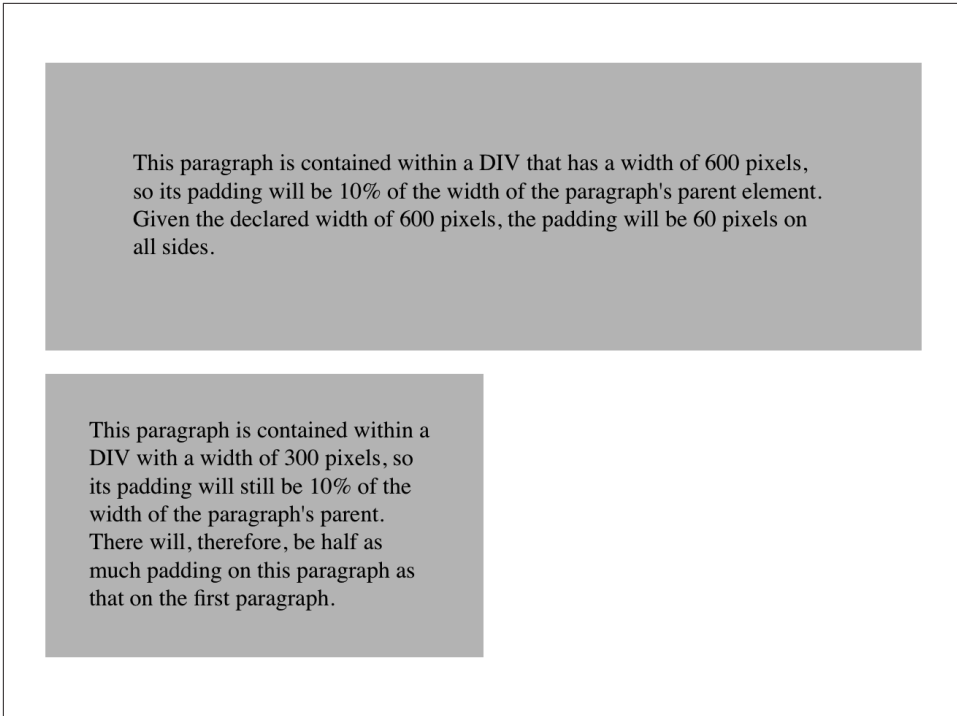 This paragraph is contained within a DIV that has a width of 600 pixels,
so its padding will be 10% of the width of the paragraph's parent element.
Given the declared width of 600 pixels, the padding will be 60 pixels on
all sides.
This paragraph is contained within a
DIV with a width of 300 pixels, so
its padding will still be 10% of the
width of the paragraph's parent.
There will, therefore, be half as
much padding on this paragraph as
that on the first paragraph.